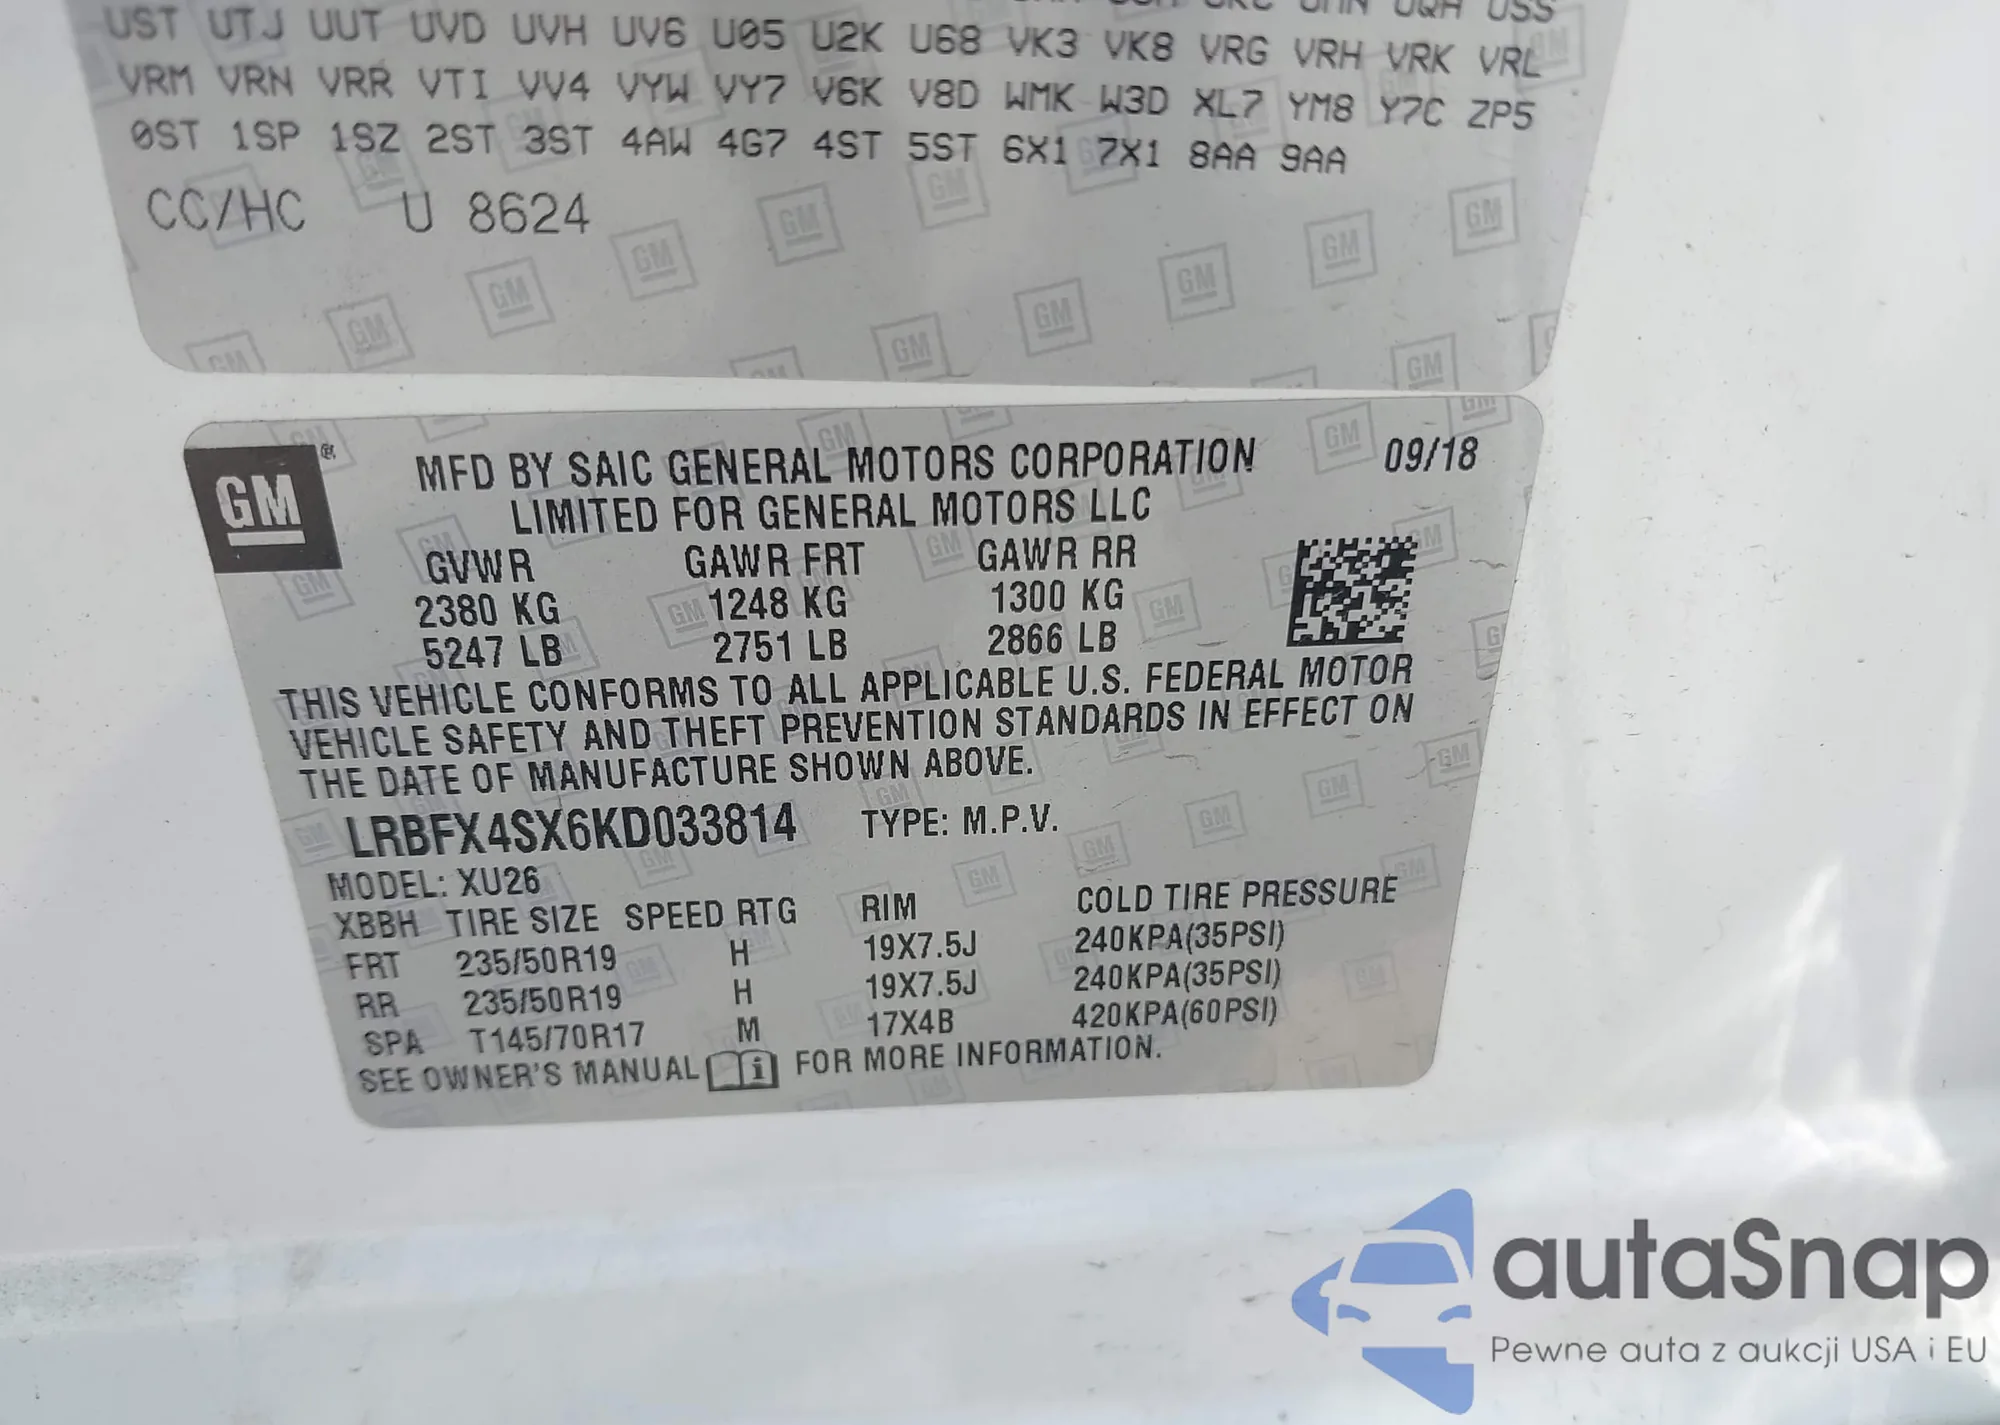 UQH USS
UST UTJ UUT UVD UVH UV6 U05 U2K U68 VK3 VK8 VRG VRH VRK VRL
VRM VRN VRR VTI VV4 VYW VY7 V6K V8D WMK W3D XL7 YM8 Y7C ZP5
0ST 1SP 1SZ 2ST 3ST 4AW 4G7 4ST 5ST 6X1 7X1 8AA 9AA
CC/HC U 8624
GM® MFD BY SAIC GENERAL MOTORS CORPORATION 09/18
LIMITED FOR GENERAL MOTORS LLC
GVWR GAWR FRT GAWR RR
2380 KG 1248 KG 1300 KG
5247 LB 2751 LB 2866 LB
THIS VEHICLE CONFORMS TO ALL APPLICABLE U.S. FEDERAL MOTOR
VEHICLE SAFETY AND THEFT PREVENTION STANDARDS IN EFFECT ON
THE DATE OF MANUFACTURE SHOWN ABOVE.
LRBFX4SX6KD033814 TYPE: M.P.V.
MODEL: XU26
XBBH TIRE SIZE SPEED RTG RIM COLD TIRE PRESSURE
FRT 235/50R19 H 19X7.5J 240KPA(35PSI)
RR 235/50R19 H 19X7.5J 240KPA(35PSI)
SPA T145/70R17 M 17X4B 420KPA(60PSI)
SEE OWNER'S MANUAL FOR MORE INFORMATION.
autaSnap
Pewne auta z aukcji USA i EU